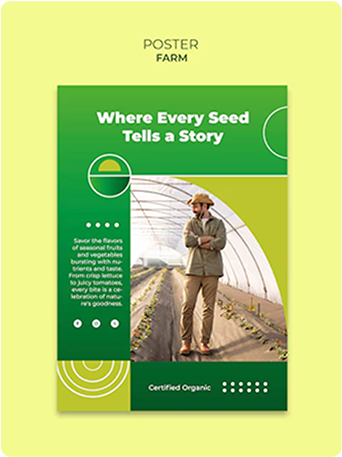 POSTER
FARM
Where Every Seed
Tells a Story
Savor the flavors
of seasonal fruits
and vegetables
bursting with nu-
trients and taste.
From crisp lettuce
to juicy tomatoes,
every bite is a ce-
lebration of natu-
re's goodness.
Certified Organic